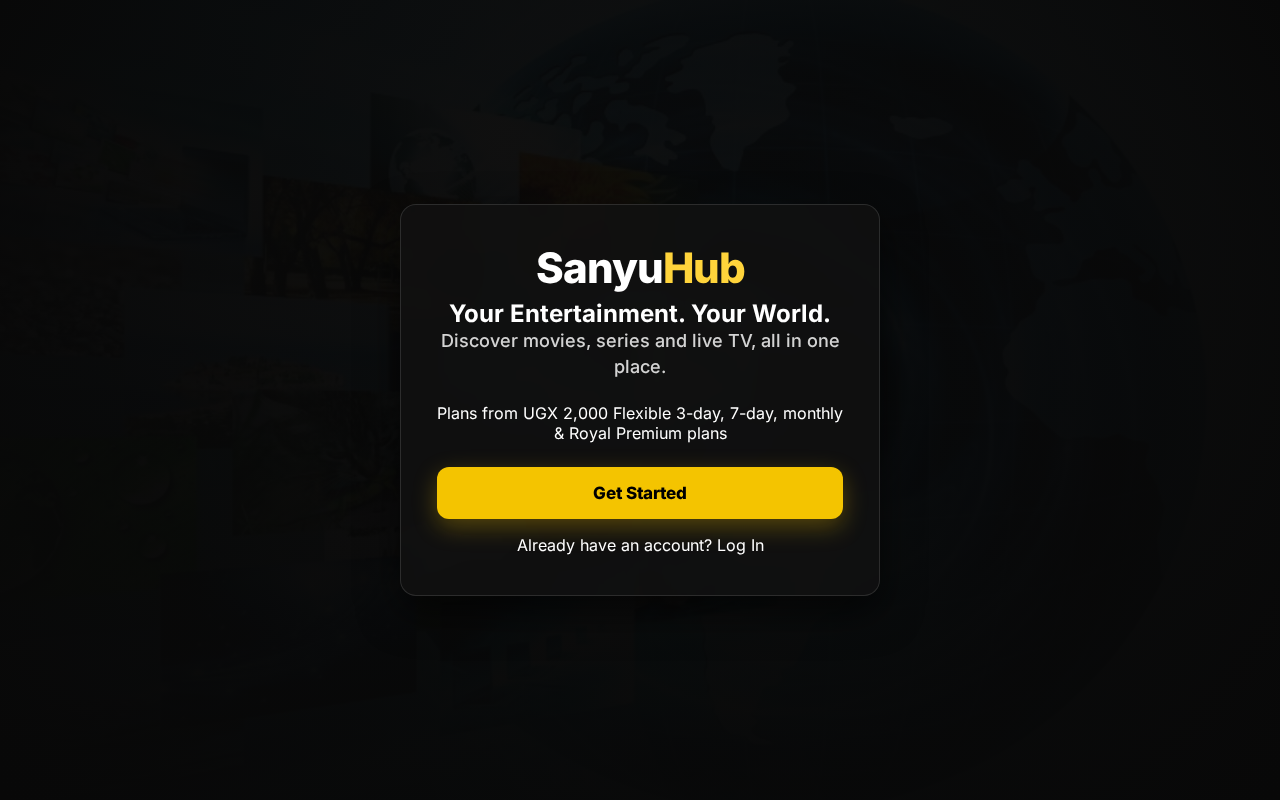 SanyuHub
Your Entertainment. Your World.
Discover movies, series and live TV, all in one
place.
Plans from UGX 2,000 Flexible 3-day, 7-day, monthly
& Royal Premium plans
Get Started
Already have an account? Log In